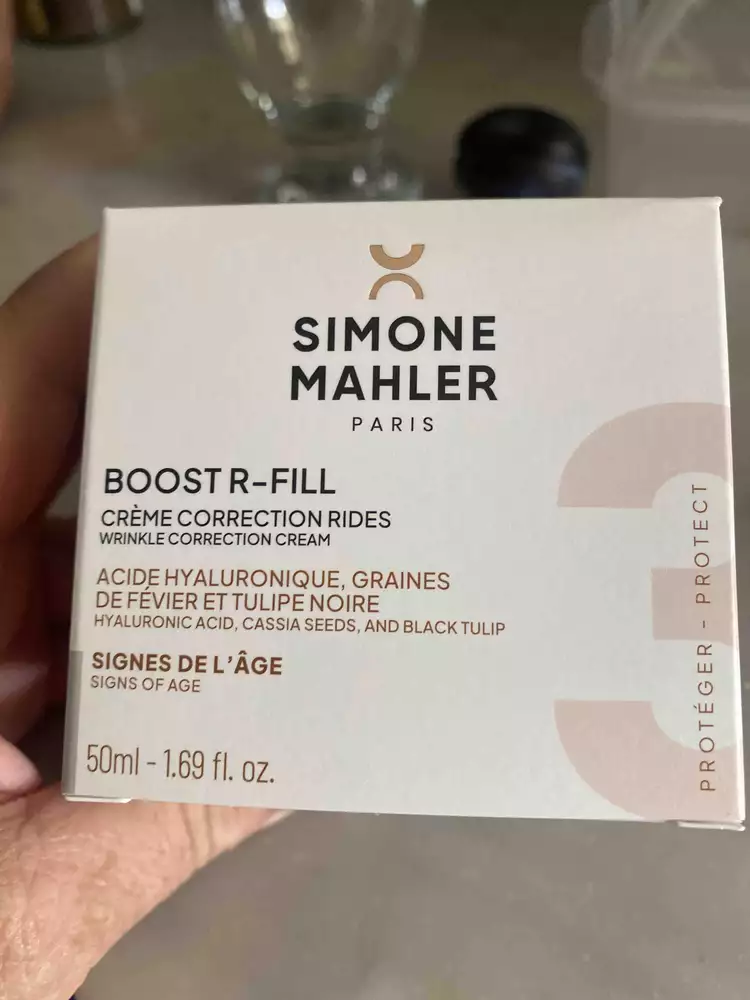 SIMONE
MAHLER
PARIS
BOOST R-FILL
CRÈME CORRECTION RIDES
WRINKLE CORRECTION CREAM
ACIDE HYALURONIQUE, GRAINES
DE FÉVIER ET TULIPE NOIRE
HYALURONIC ACID, CASSIA SEEDS, AND BLACK TULIP
SIGNES DE L'ÂGE
SIGNS OF AGE
50ml - 1.69 fl. oz.
3
PROTÉGER - PROTECT